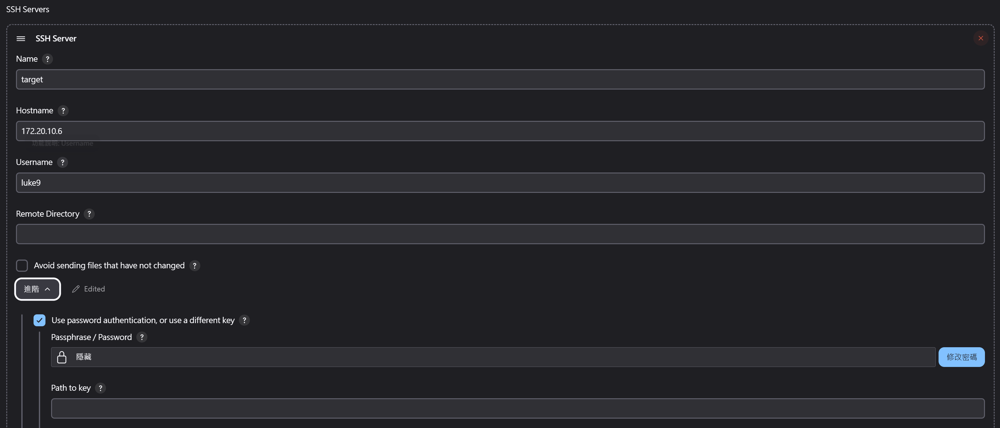 SSH Servers
SSH Server
Name ?
target
Hostname ?
172.20.10.6
功能說明: Username
Username ?
luke9
Remote Directory ?
Avoid sending files that have not changed ?
進階 Edited
Use password authentication, or use a different key ?
Passphrase / Password ?
隱藏 修改密碼
Path to key ?